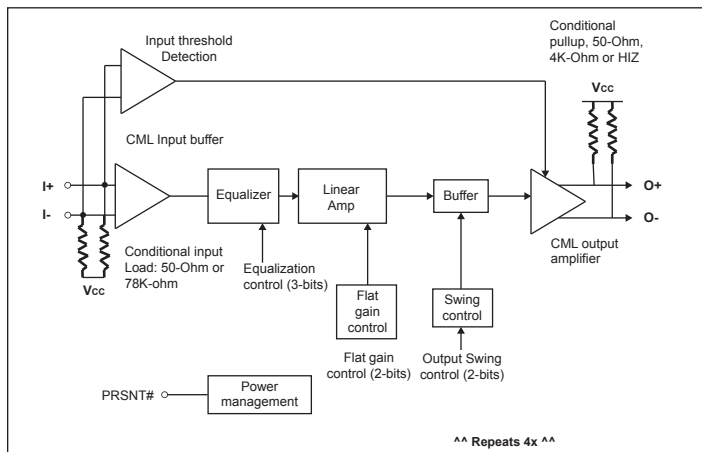 Input threshold
Detection
Conditional
pullup, 50-Ohm,
4K-Ohm or HIZ
Vcc
CML Input buffer
I+
I-
Equalizer
Linear
Amp
Buffer
O+
O-
CML output
amplifier
Conditional input
Load: 50-Ohm or
78K-ohm
Vcc
Equalization
control (3-bits)
Flat
gain
control
Swing
control
Flat gain
control (2-bits)
Output Swing
control (2-bits)
PRSNT#
Power
management
^^ Repeats 4x ^^